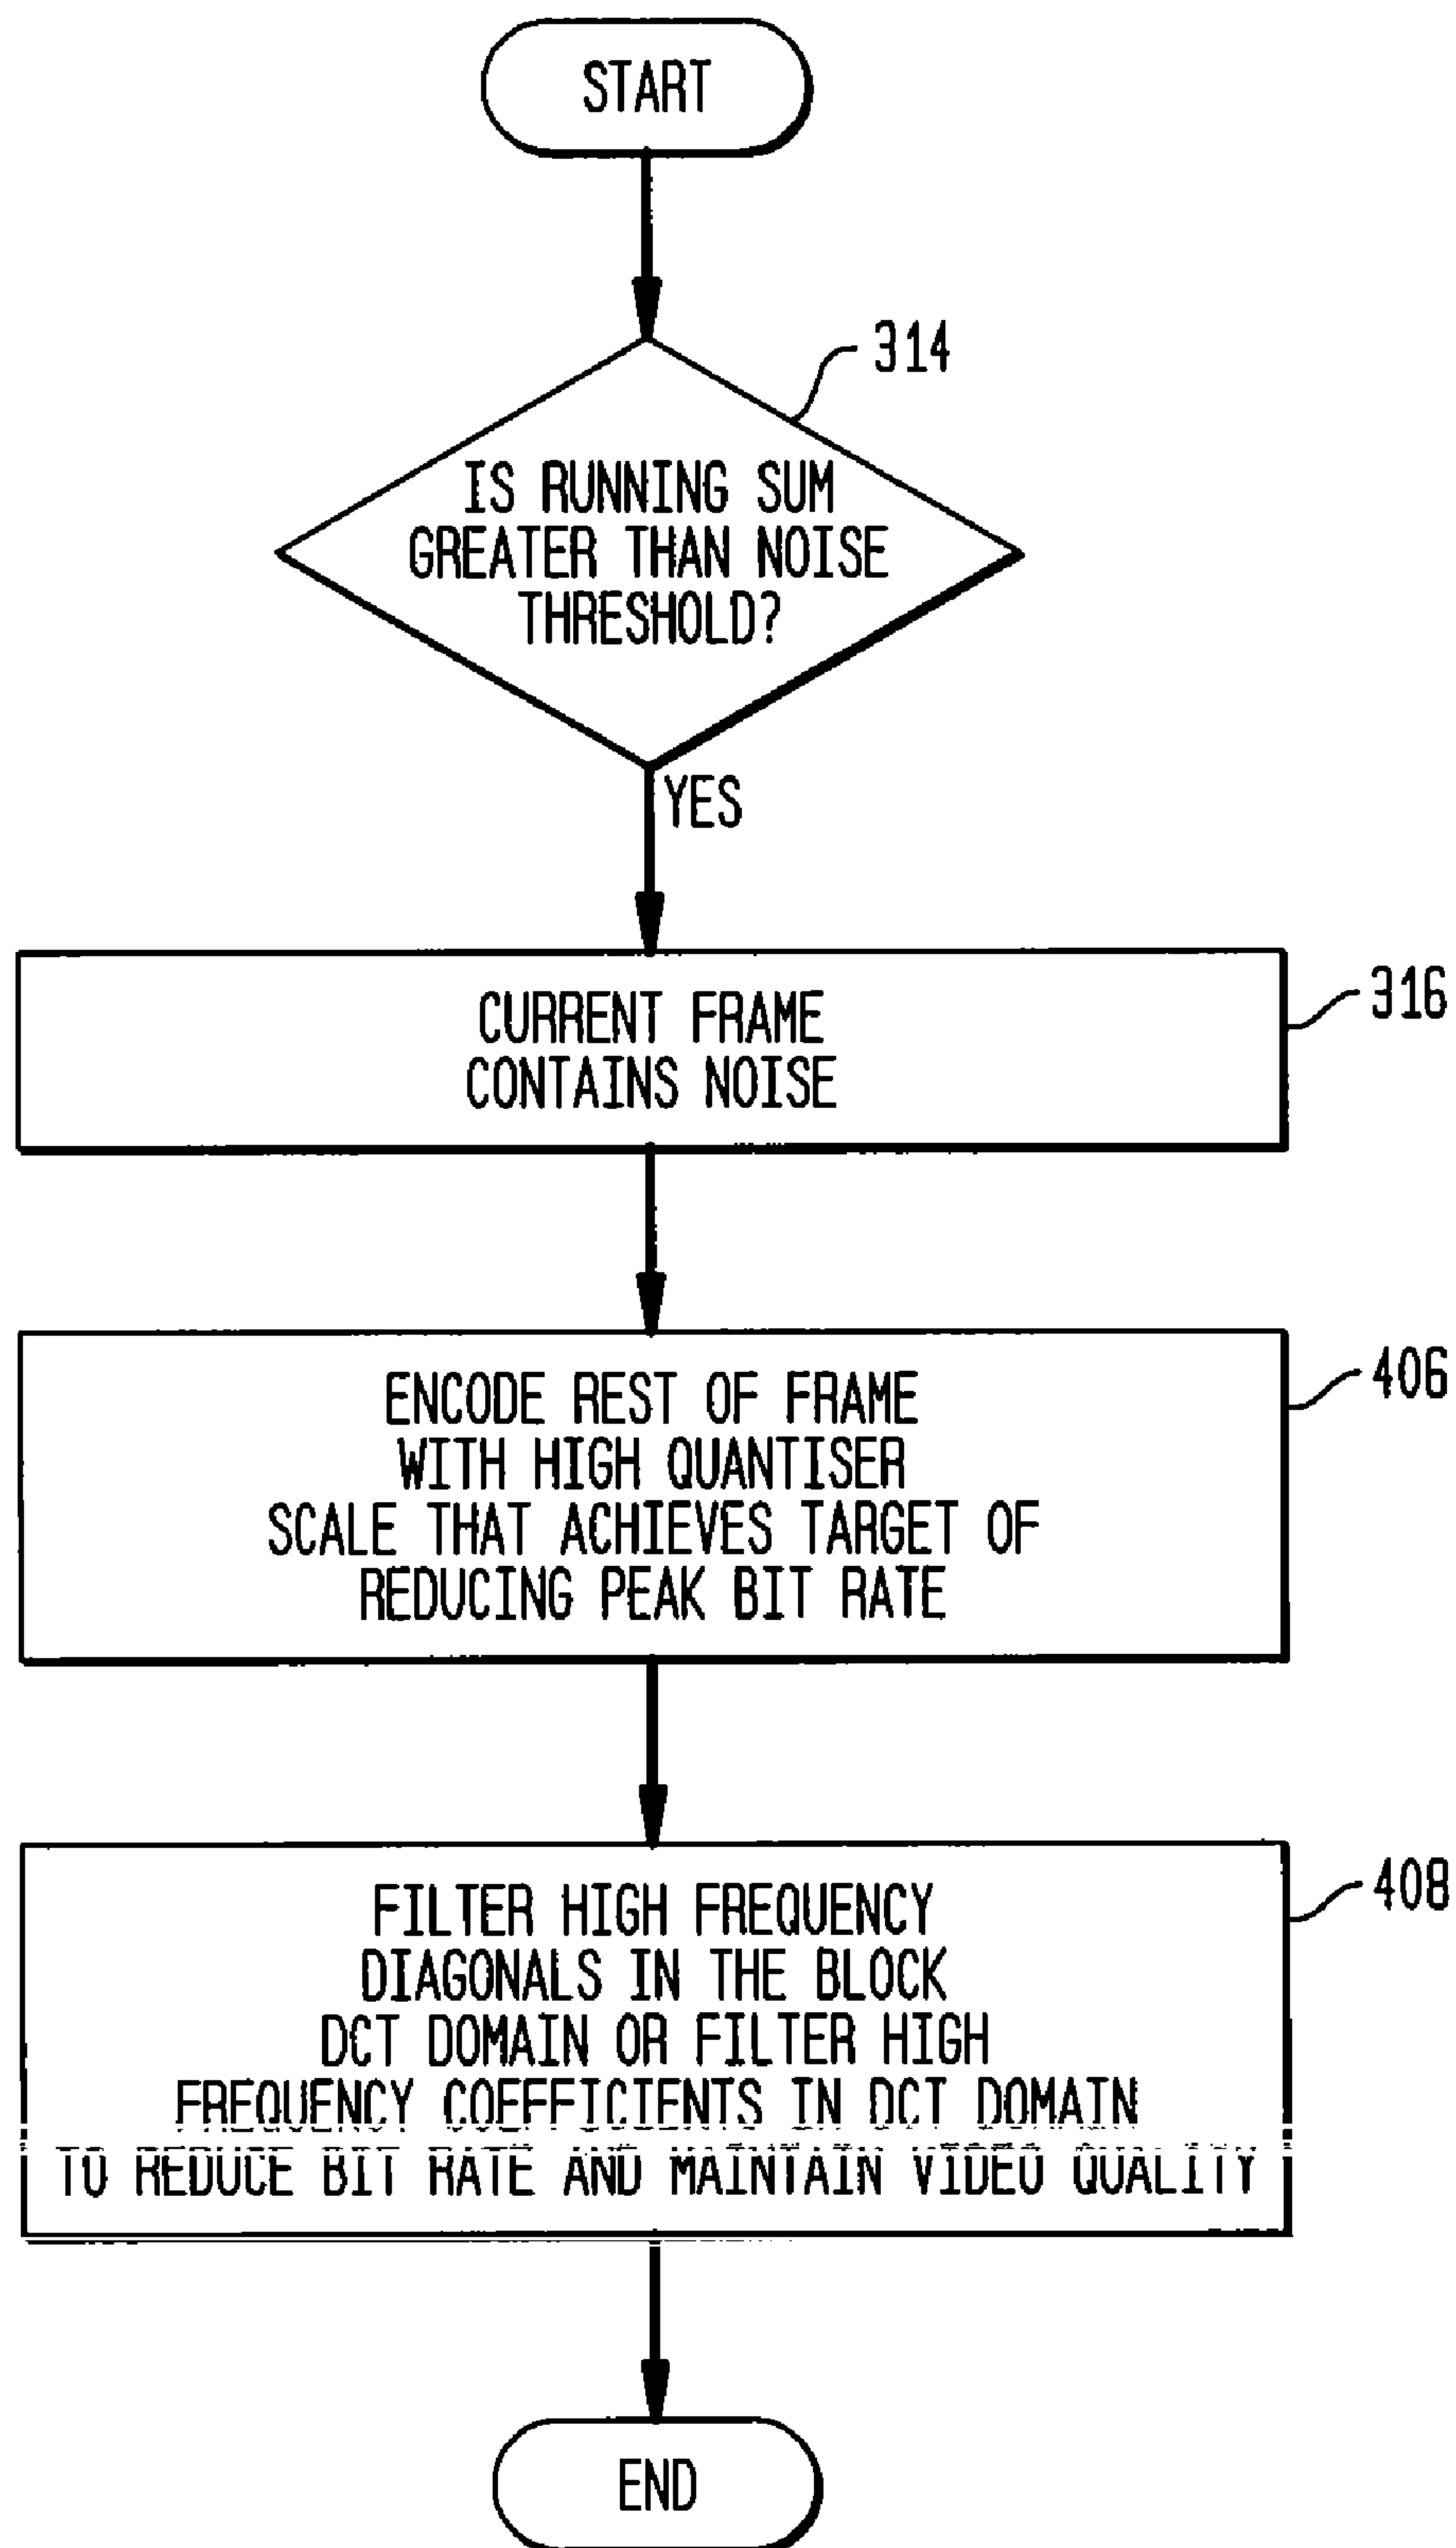 START
314
IS RUNNING SUM
GREATER THAN NOISE
THRESHOLD?
YES
CURRENT FRAME
CONTAINS NOISE
316
ENCODE REST OF FRAME
WITH HIGH QUANTISER
SCALE THAT ACHIEVES TARGET OF
REDUCING PEAK BIT RATE
406
FILTER HIGH FREQUENCY
DIAGONALS IN THE BLOCK
DCT DOMAIN OR FILTER HIGH
FREQUENCY COEFFICIENTS IN DCT DOMAIN
TO REDUCE BIT RATE AND MAINTAIN VIDEO QUALITY
408
END